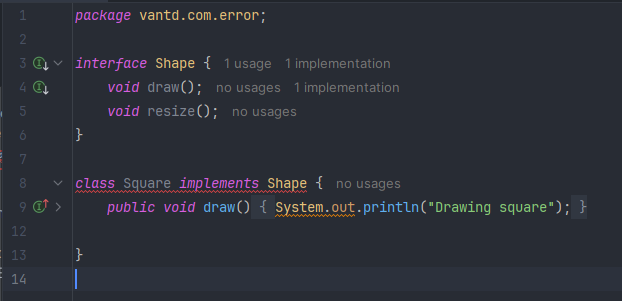 1 package vantd.com.error;
2
3 interface Shape { 1 usage 1 implementation
4 void draw(); no usages 1 implementation
5 void resize(); no usages
6 }
7
8 class Square implements Shape { no usages
9 public void draw() { System.out.println("Drawing square"); }
12
13 }
14